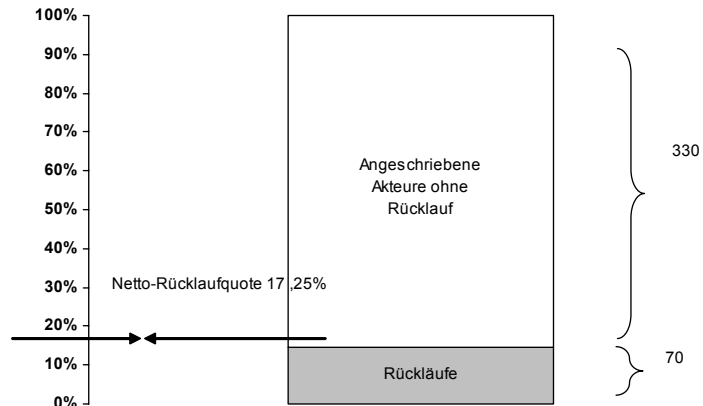 100%
90%
80%
70%
60%
50%
40%
30%
20%
10%
0%
Angeschriebene
Akteure ohne
Rücklauf
330
Netto-Rücklaufquote 17 ,25%
70
Rückläufe